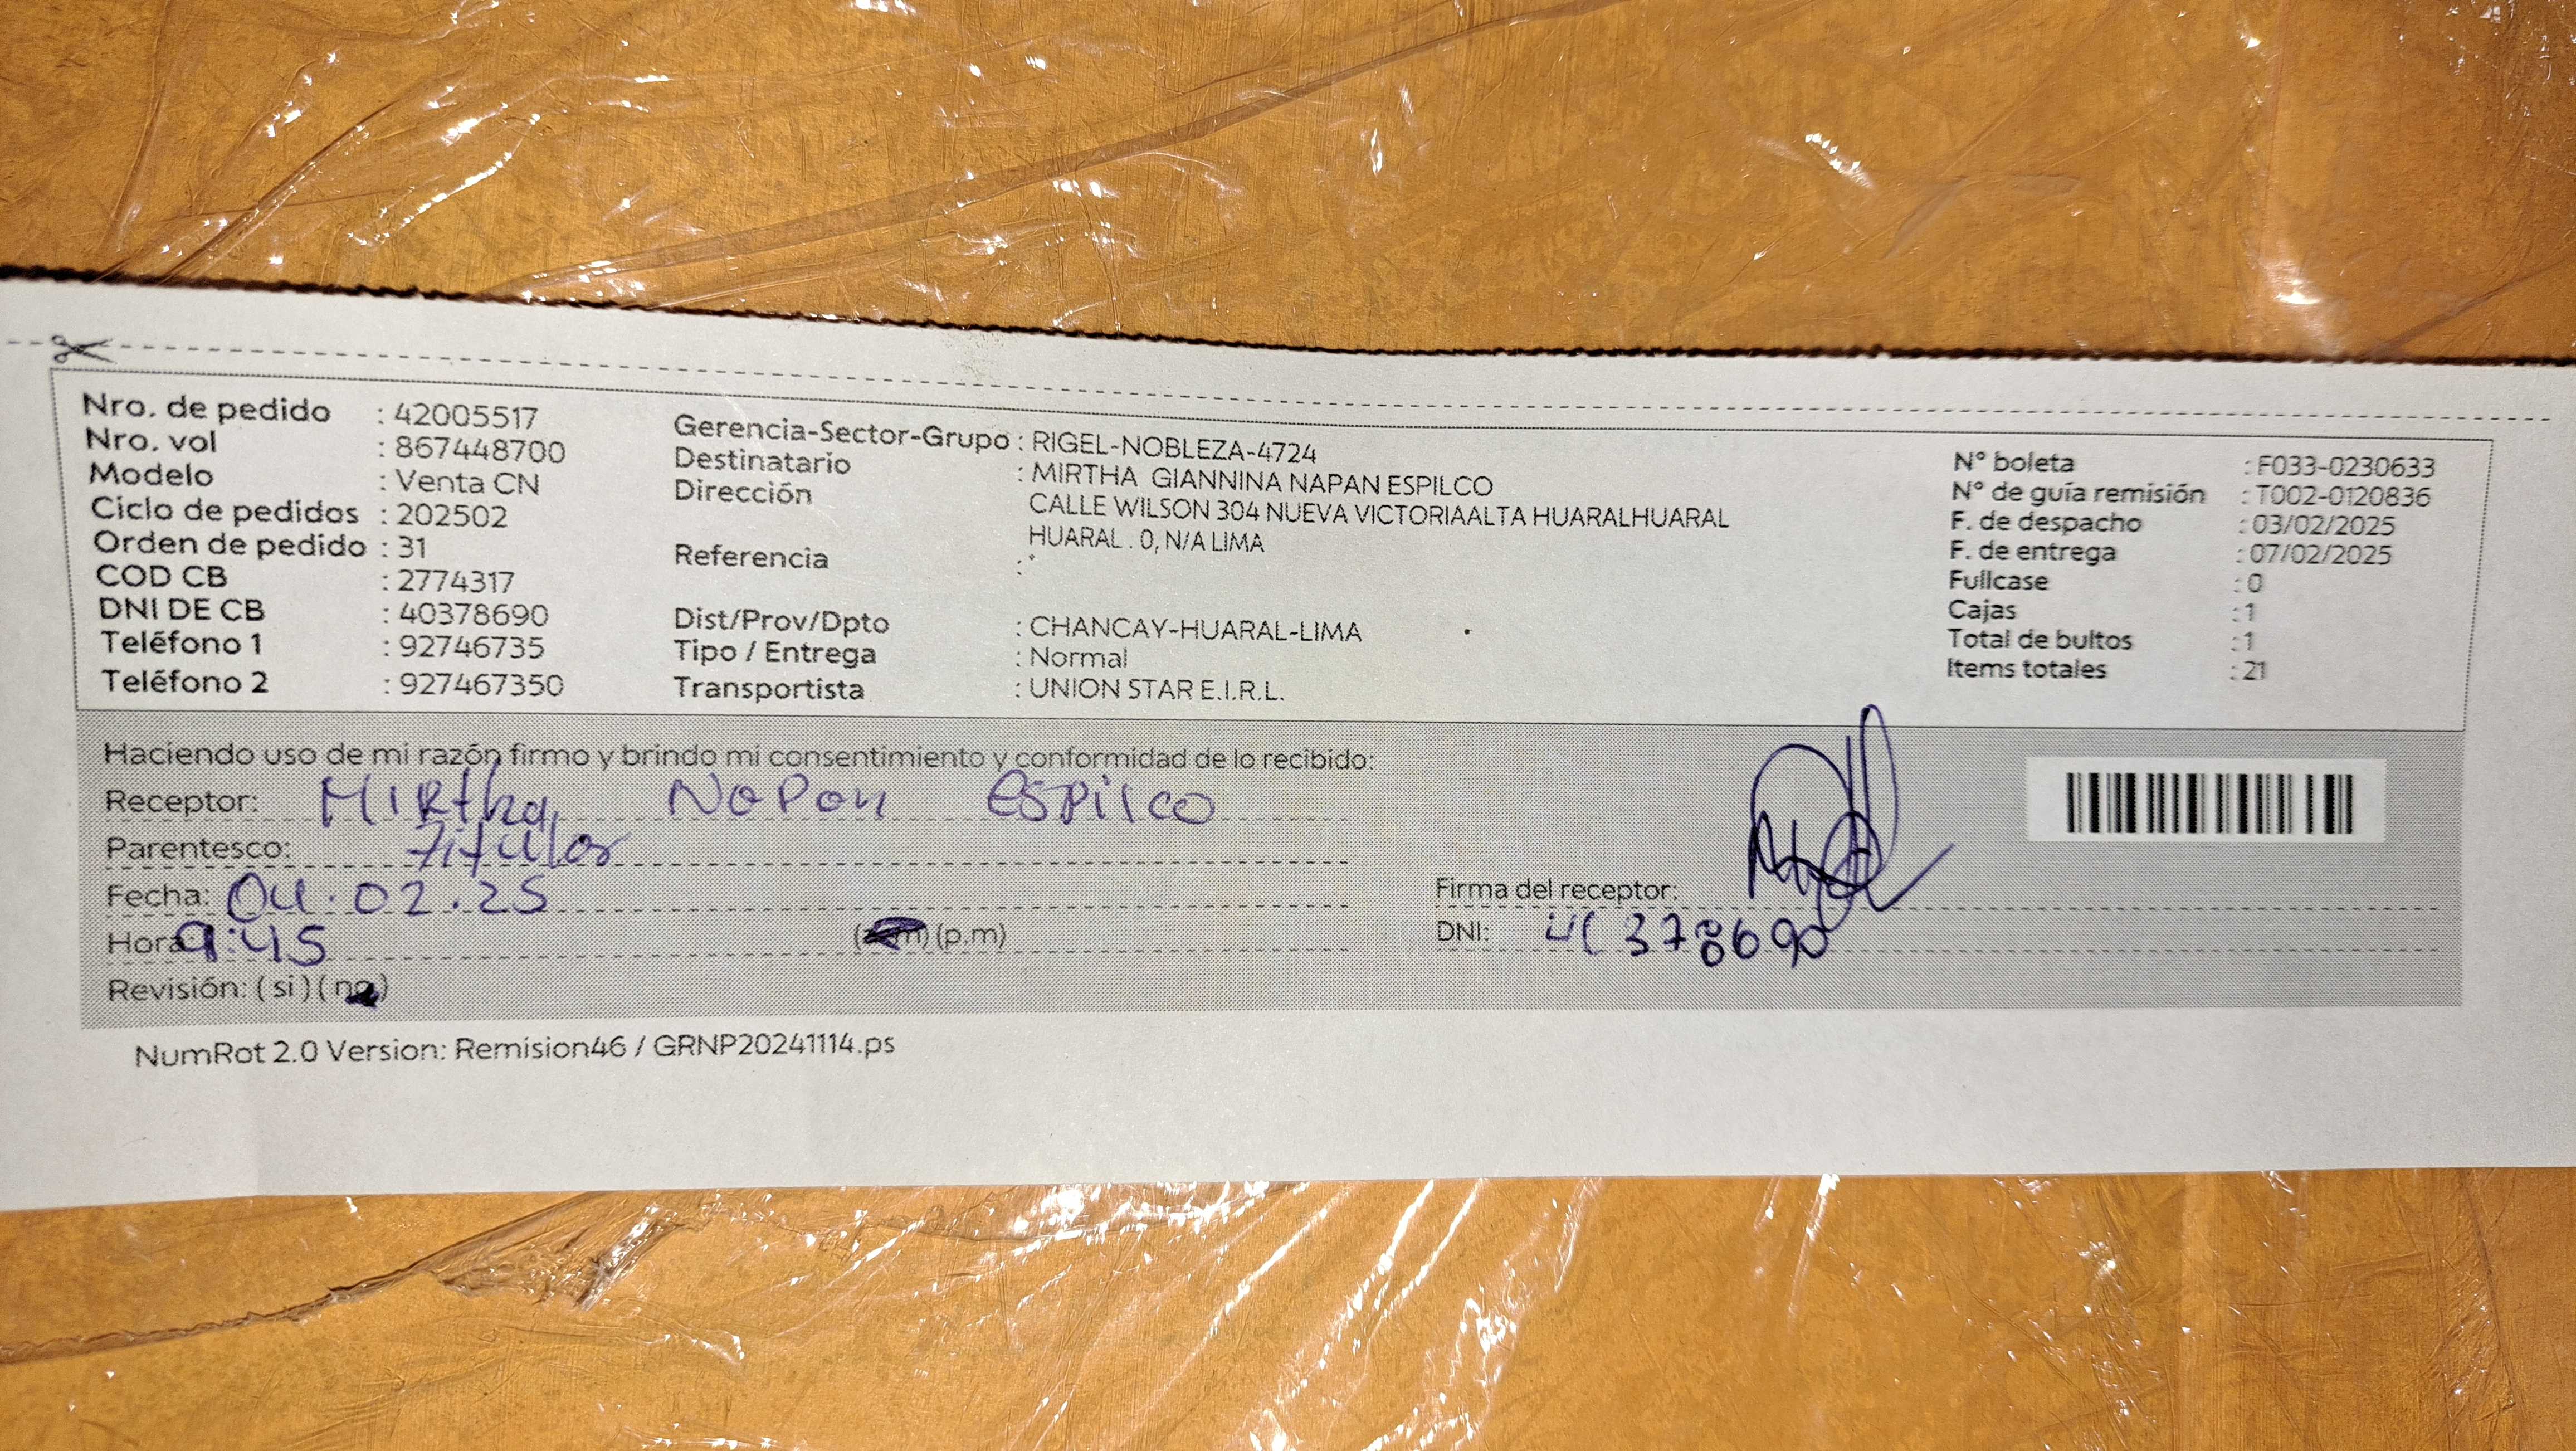 Nro. de pedido : 42005517
Nro. vol : 867448700
Modelo : Venta CN
Ciclo de pedidos : 202502
Orden de pedido : 31
COD CB : 2774317
DNI DE CB : 40378690
Teléfono 1 : 92746735
Teléfono 2 : 927467350
Gerencia-Sector-Grupo : RIGEL-NOBLEZA-4724
Destinatario : MIRTHA GIANNINA NAPAN ESPILCO
Dirección CALLE WILSON 304 NUEVA VICTORIAALTA HUARALHUARAL
HUARAL . 0, N/A LIMA
Referencia : *
Dist/Prov/Dpto : CHANCAY-HUARAL-LIMA
Tipo / Entrega : Normal
Transportista : UNION STAR E.I.R.L.
N° boleta : F033-0230633
N° de guía remisión : T002-0120836
F. de despacho : 03/02/2025
F. de entrega : 07/02/2025
Fullcase : 0
Cajas : 1
Total de bultos : 1
Items totales : 21
Haciendo uso de mi razón firmo y brindo mi consentimiento y conformidad de lo recibido:
Receptor: MIRtha NaPan ESPilco
Parentesco: Titular
Fecha: 04.02.25
Hora 9:45 (p.m)
Revisión: ( si ) ( no )
Firma del receptor:
DNI:
NumRot 2.0 Version: Remision46 / GRNP20241114.ps